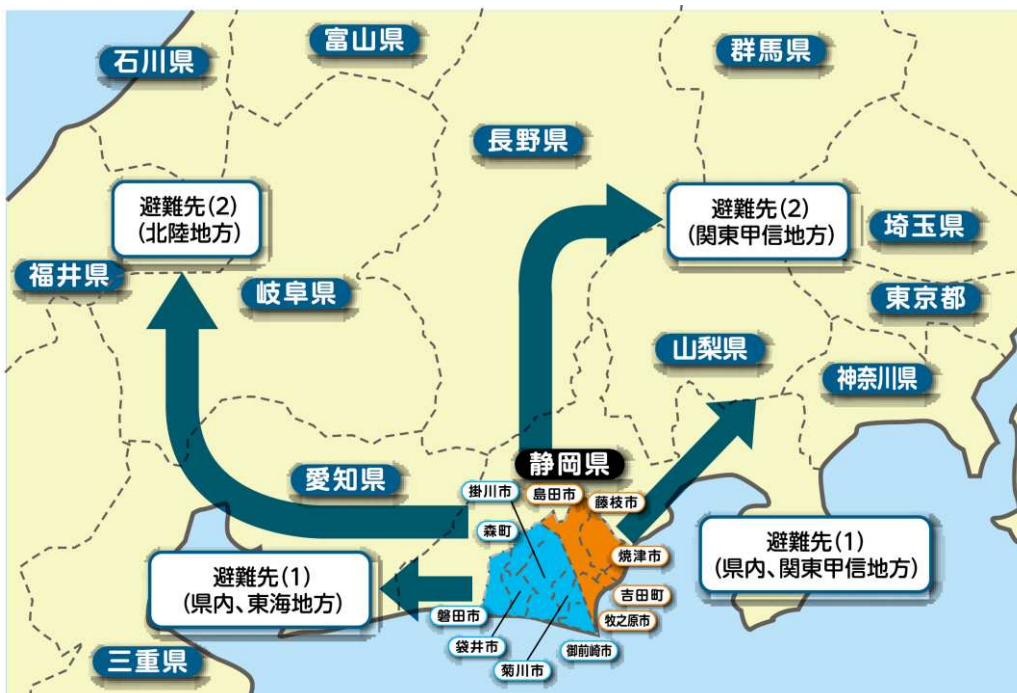 富山県
群馬県
石川県
長野県
避難先(2)
(北陸地方)
避難先(2)
(関東甲信地方)
埼玉県
福井県
岐阜県
東京都
山梨県
神奈川県
静岡県
愛知県
掛川市
島田市
藤枝市
森町
焼津市
避難先(1)
(県内、関東甲信地方)
避難先(1)
(県内、東海地方)
吉田町
磐田市
牧之原市
袋井市
御前崎市
菊川市
三重県